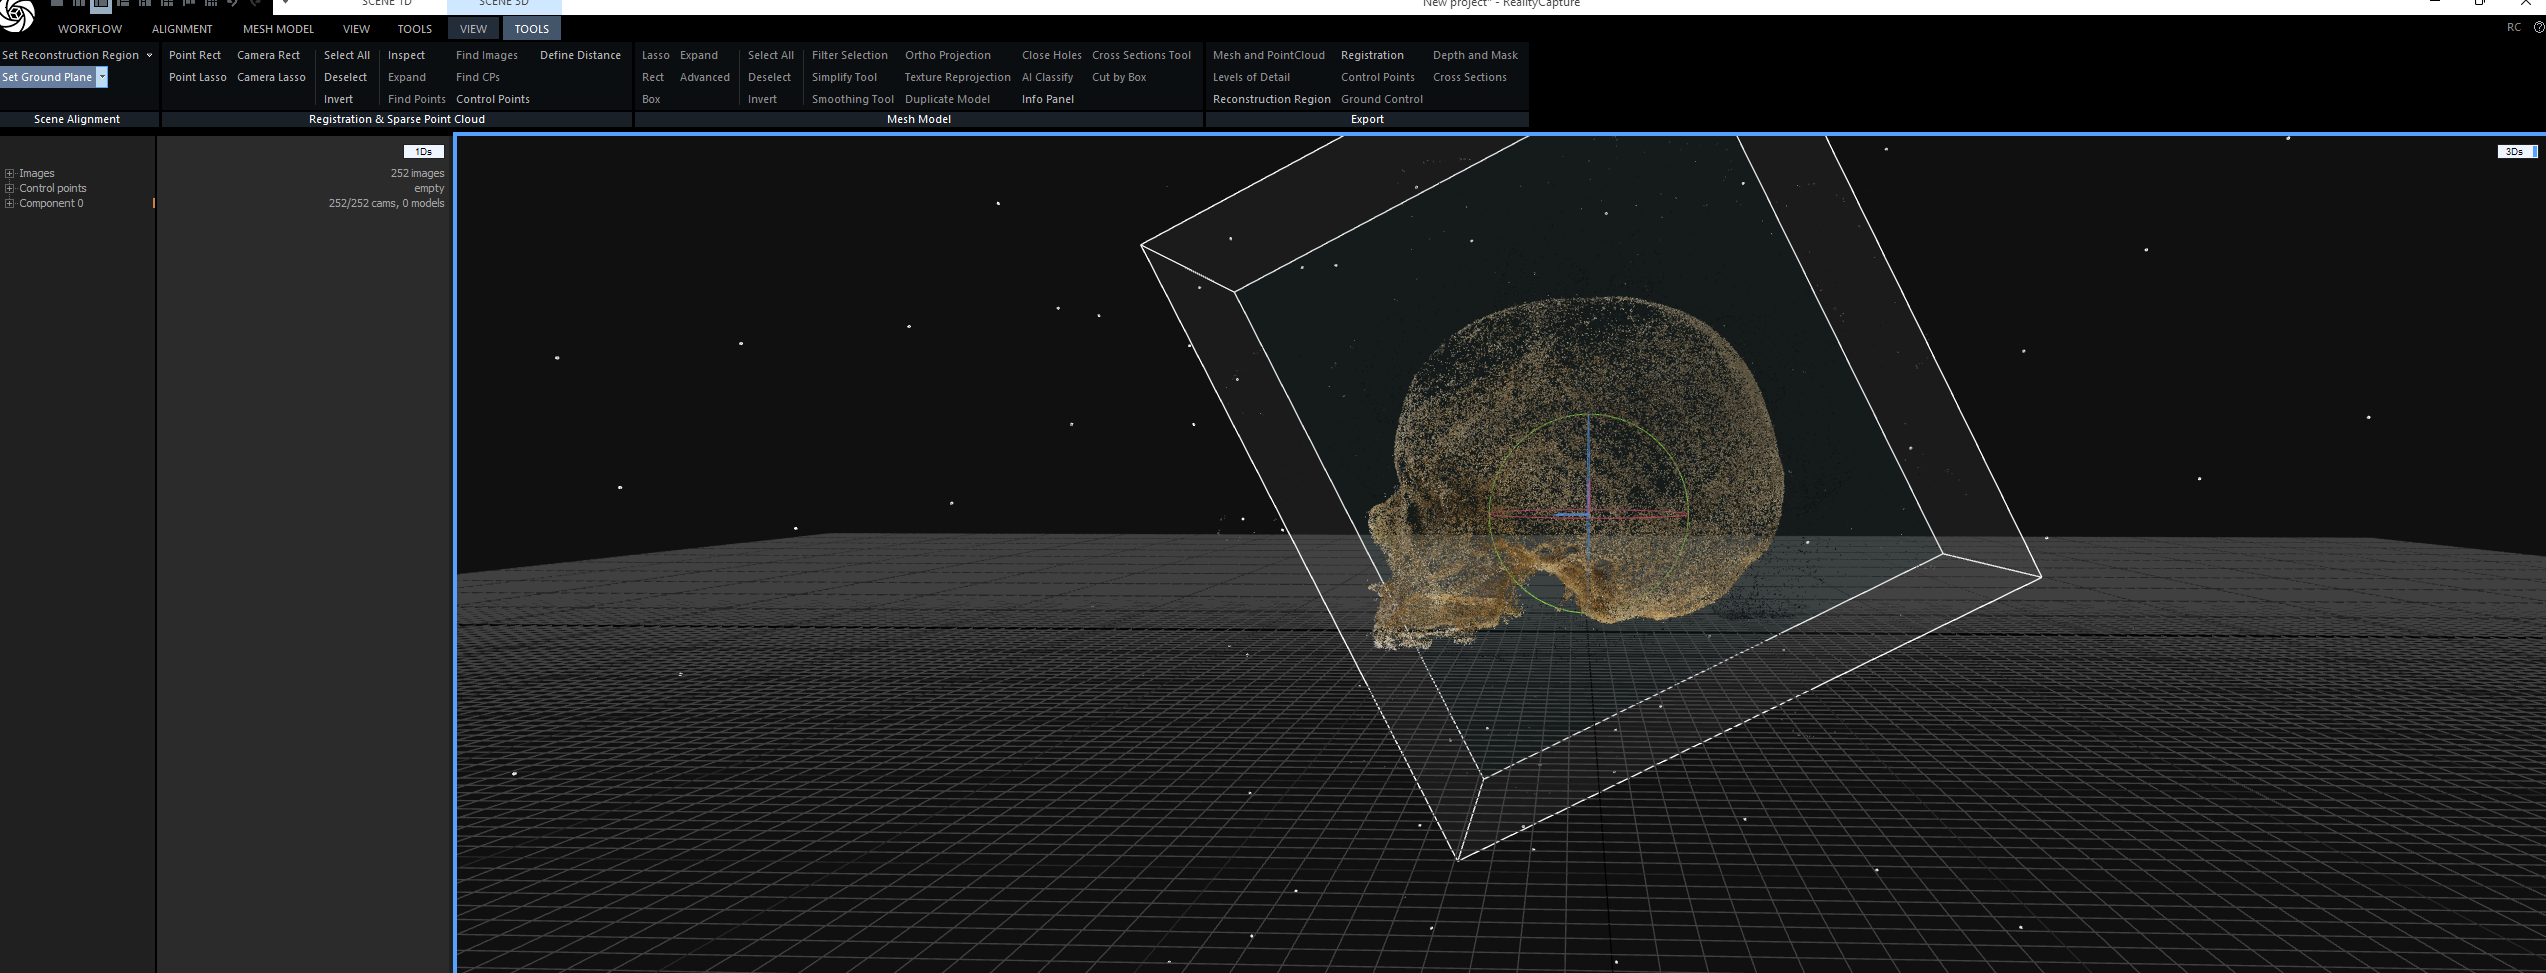 SCENE 1D SCENE 3D New project* - RealityCapture
WORKFLOW ALIGNMENT MESH MODEL VIEW TOOLS VIEW TOOLS RC
Set Reconstruction Region Point Rect Camera Rect Select All Inspect Find Images Define Distance Lasso Expand Select All Filter Selection Ortho Projection Close Holes Cross Sections Tool Mesh and PointCloud Registration Depth and Mask
Set Ground Plane Point Lasso Camera Lasso Deselect Expand Find CPs Rect Advanced Deselect Simplify Tool Texture Reprojection AI Classify Cut by Box Levels of Detail Control Points Cross Sections
Invert Find Points Control Points Box Invert Smoothing Tool Duplicate Model Info Panel Reconstruction Region Ground Control
Scene Alignment Registration & Sparse Point Cloud Mesh Model Export
1Ds 3Ds
Images 252 images
Control points empty
Component 0 252/252 cams, 0 models